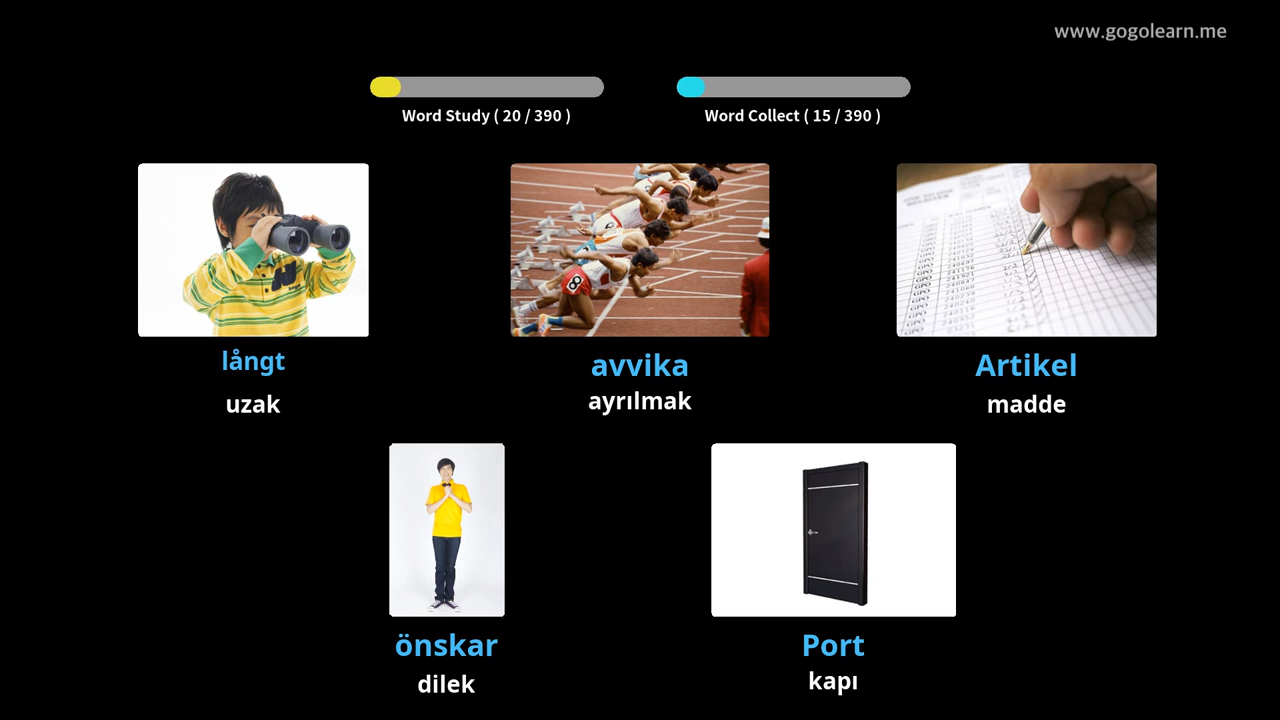 www.gogolearn.me
Word Study ( 20 / 390 )
Word Collect ( 15 / 390 )
långt
uzak
avvika
ayrılmak
Artikel
madde
önskar
dilek
Port
kapı